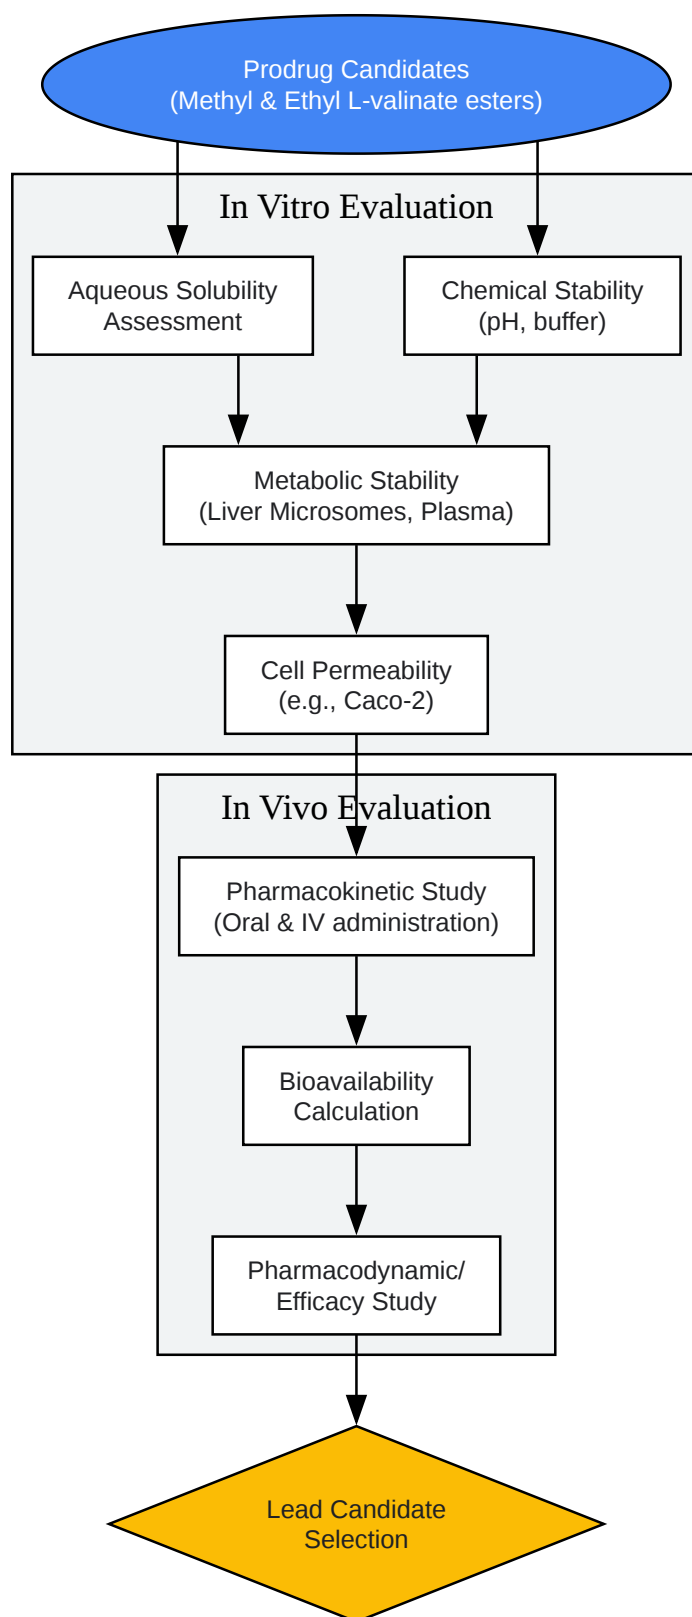 Prodrug Candidates
(Methyl & Ethyl L-valinate esters)
In Vitro Evaluation
Aqueous Solubility
Assessment
Chemical Stability
(pH, buffer)
Metabolic Stability
(Liver Microsomes, Plasma)
Cell Permeability
(e.g., Caco-2)
In Vivo Evaluation
Pharmacokinetic Study
(Oral & IV administration)
Bioavailability
Calculation
Pharmacodynamic/
Efficacy Study
Lead Candidate
Selection